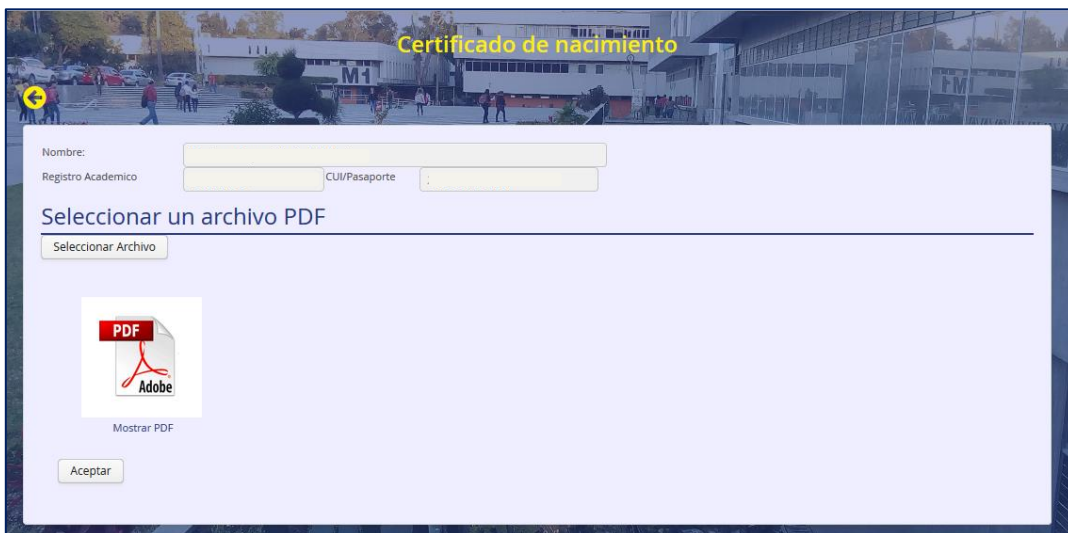 Certificado de nacimiento
M1
Nombre:
Registro Academico CUI/Pasaporte
Seleccionar un archivo PDF
Seleccionar Archivo
PDF
Adobe
Mostrar PDF
Aceptar